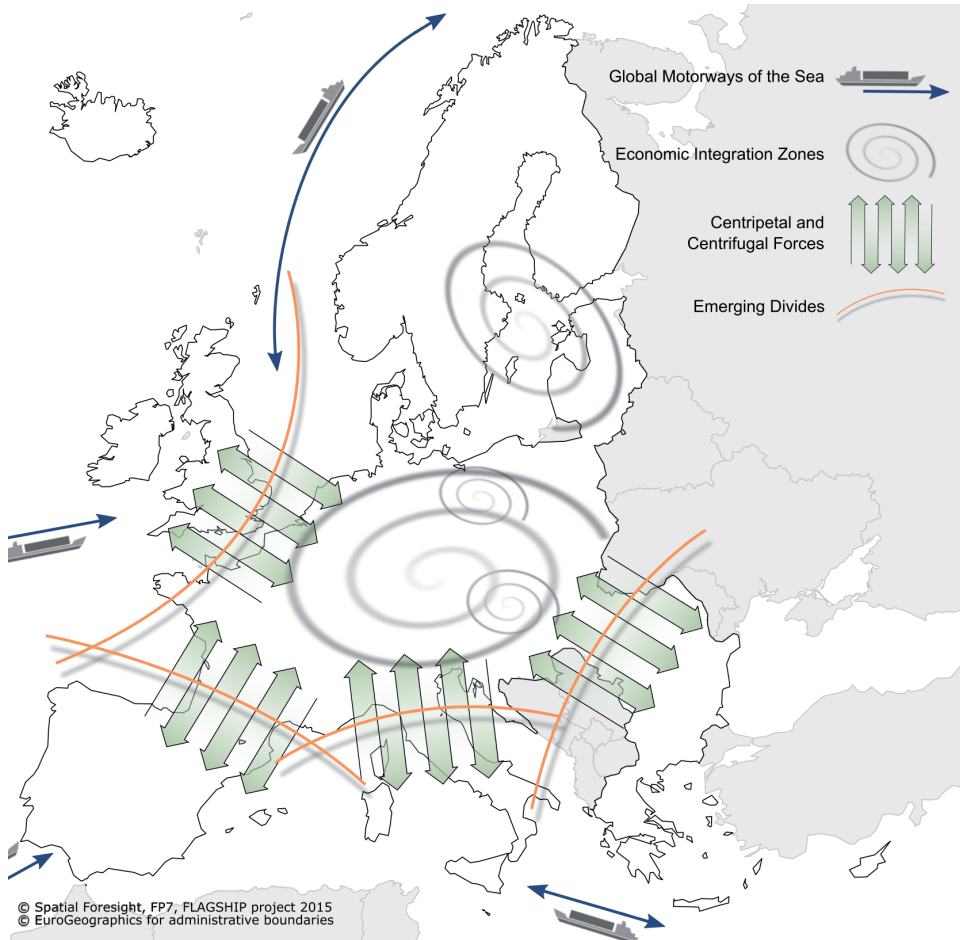 Global Motorways of the Sea
Economic Integration Zones
Centripetal and
Centrifugal Forces
Emerging Divides
© Spatial Foresight, FP7, FLAGSHIP project 2015
© EuroGeographics for administrative boundaries